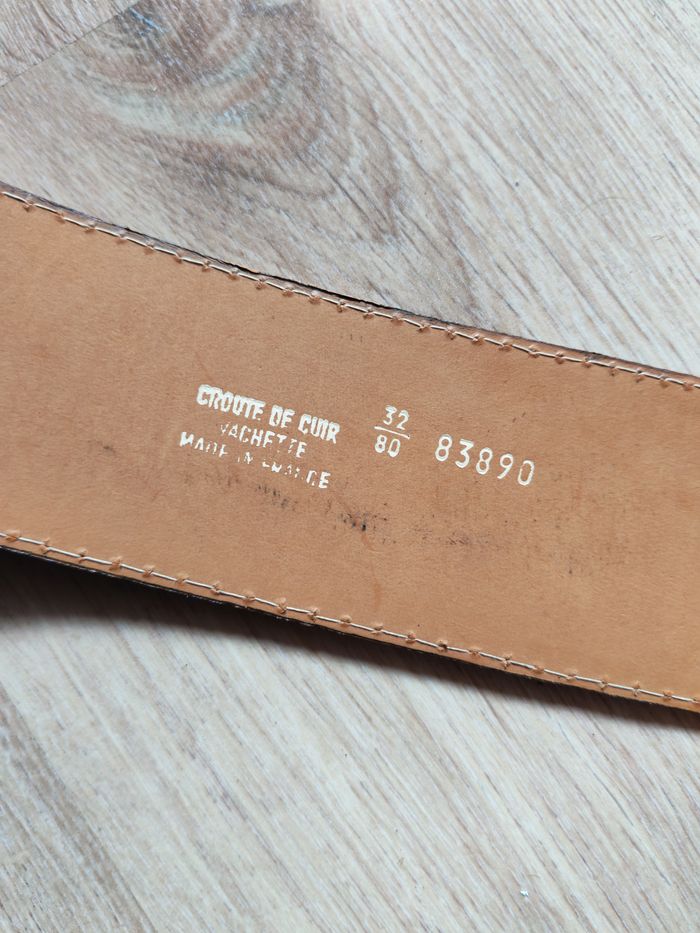 CROUTE DE CUIR
VACHETTE
MADE IN FRANCE
32
80
83890